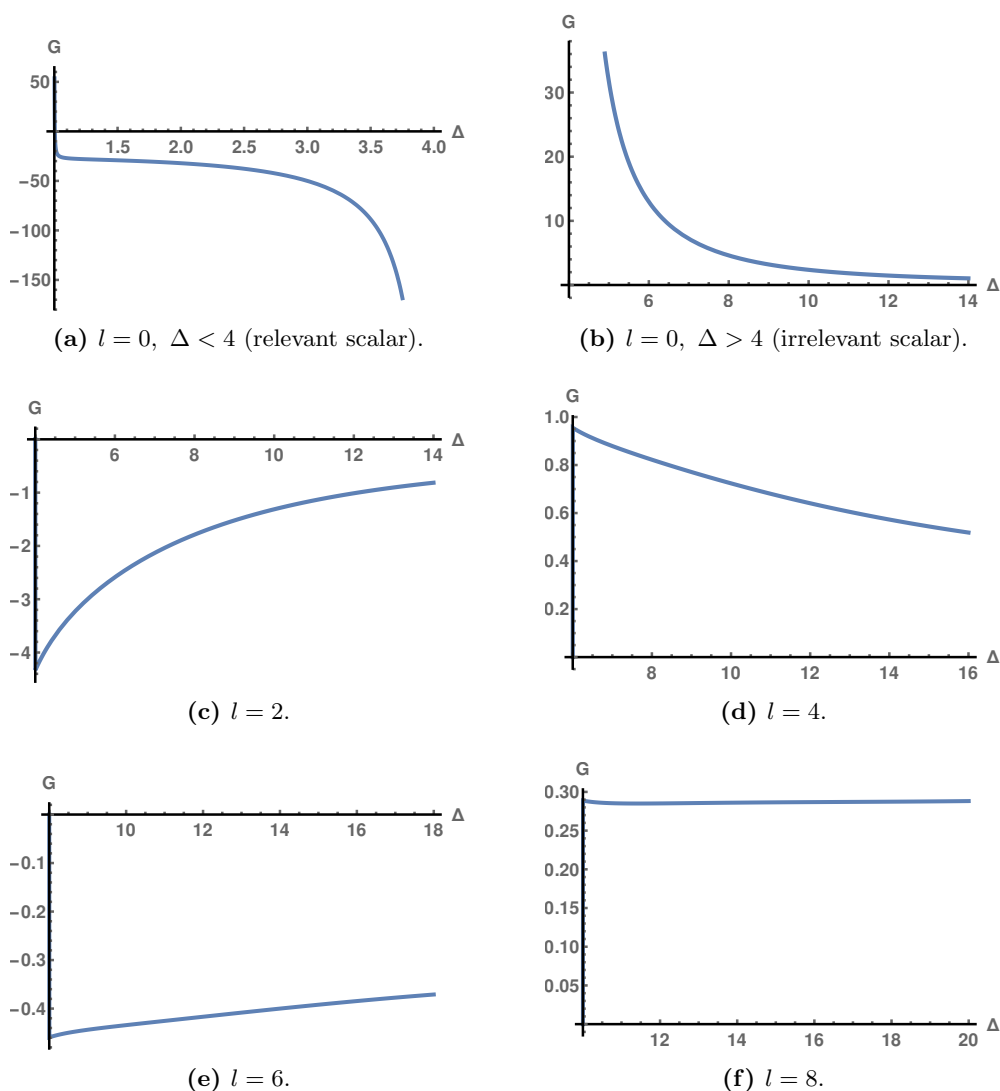 G
50
Δ
1.5 2.0 2.5 3.0 3.5 4.0
−50
−100
−150
(a) l = 0, Δ < 4 (relevant scalar).
G
30
20
10
Δ
6 8 10 12 14
(b) l = 0, Δ > 4 (irrelevant scalar).
G
Δ
6 8 10 12 14
−1
−2
−3
−4
(c) l = 2.
G
1.0
0.8
0.6
0.4
0.2
Δ
8 10 12 14 16
(d) l = 4.
G
Δ
10 12 14 16 18
−0.1
−0.2
−0.3
−0.4
(e) l = 6.
G
0.30
0.25
0.20
0.15
0.10
0.05
Δ
12 14 16 18 20
(f) l = 8.